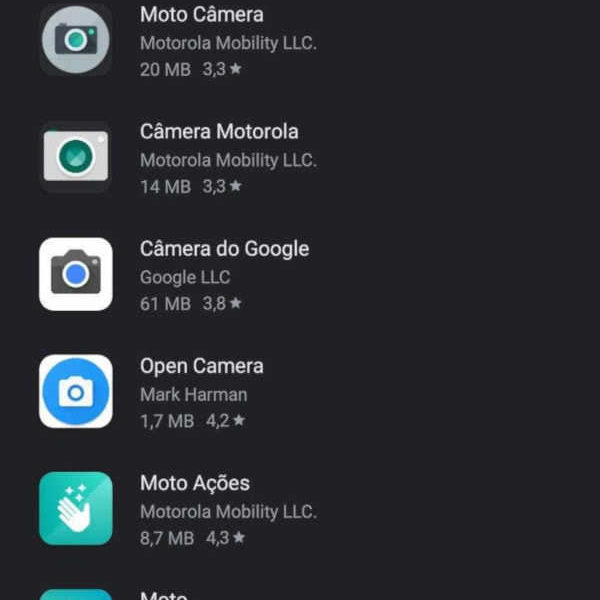 Moto Câmera
Motorola Mobility LLC.
20 MB 3,3 ★
Câmera Motorola
Motorola Mobility LLC.
14 MB 3,3 ★
Câmera do Google
Google LLC
61 MB 3,8 ★
Open Camera
Mark Harman
1,7 MB 4,2 ★
Moto Ações
Motorola Mobility LLC.
8,7 MB 4,3 ★
Moto